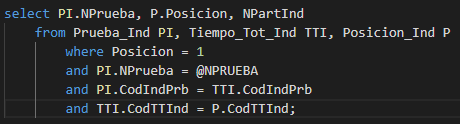 select PI.NPrueba, P.Posicion, NPartInd
from Prueba_Ind PI, Tiempo_Tot_Ind TTI, Posicion_Ind P
where Posicion = 1
and PI.NPrueba = @NPRUEBA
and PI.CodIndPrb = TTI.CodIndPrb
and TTI.CodTTInd = P.CodTTInd;